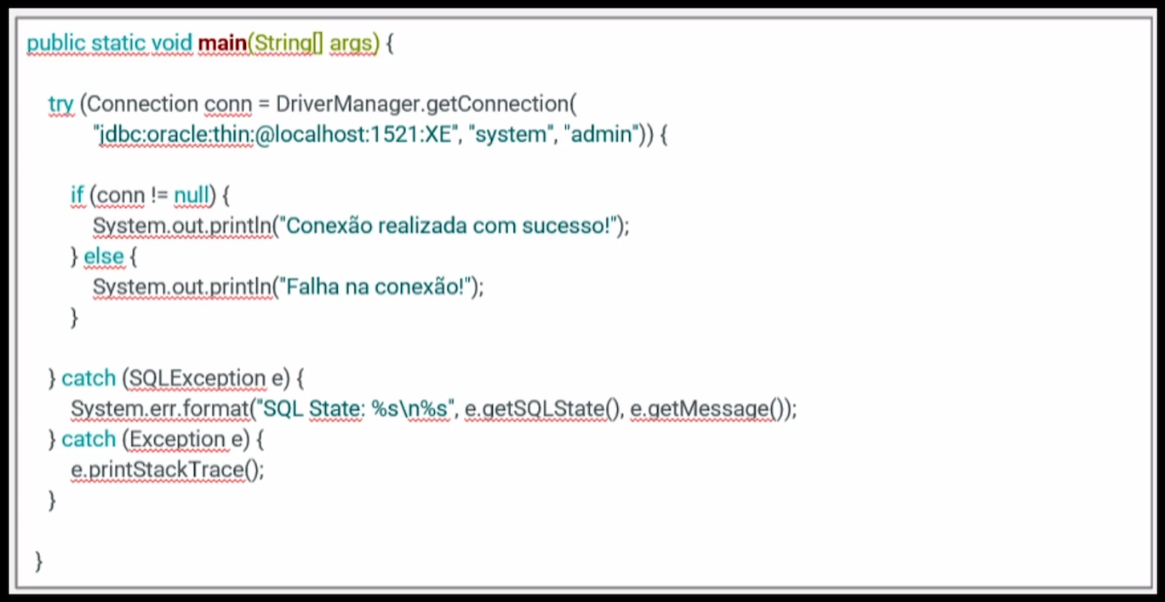 public static void main(String[] args) {
try (Connection conn = DriverManager.getConnection(
"jdbc:oracle:thin:@localhost:1521:XE", "system", "admin")) {
if (conn != null) {
System.out.println("Conexão realizada com sucesso!");
} else {
System.out.println("Falha na conexão!");
}
} catch (SQLException e) {
System.err.format("SQL State: %s\n%s", e.getSQLState(), e.getMessage());
} catch (Exception e) {
e.printStackTrace();
}
}